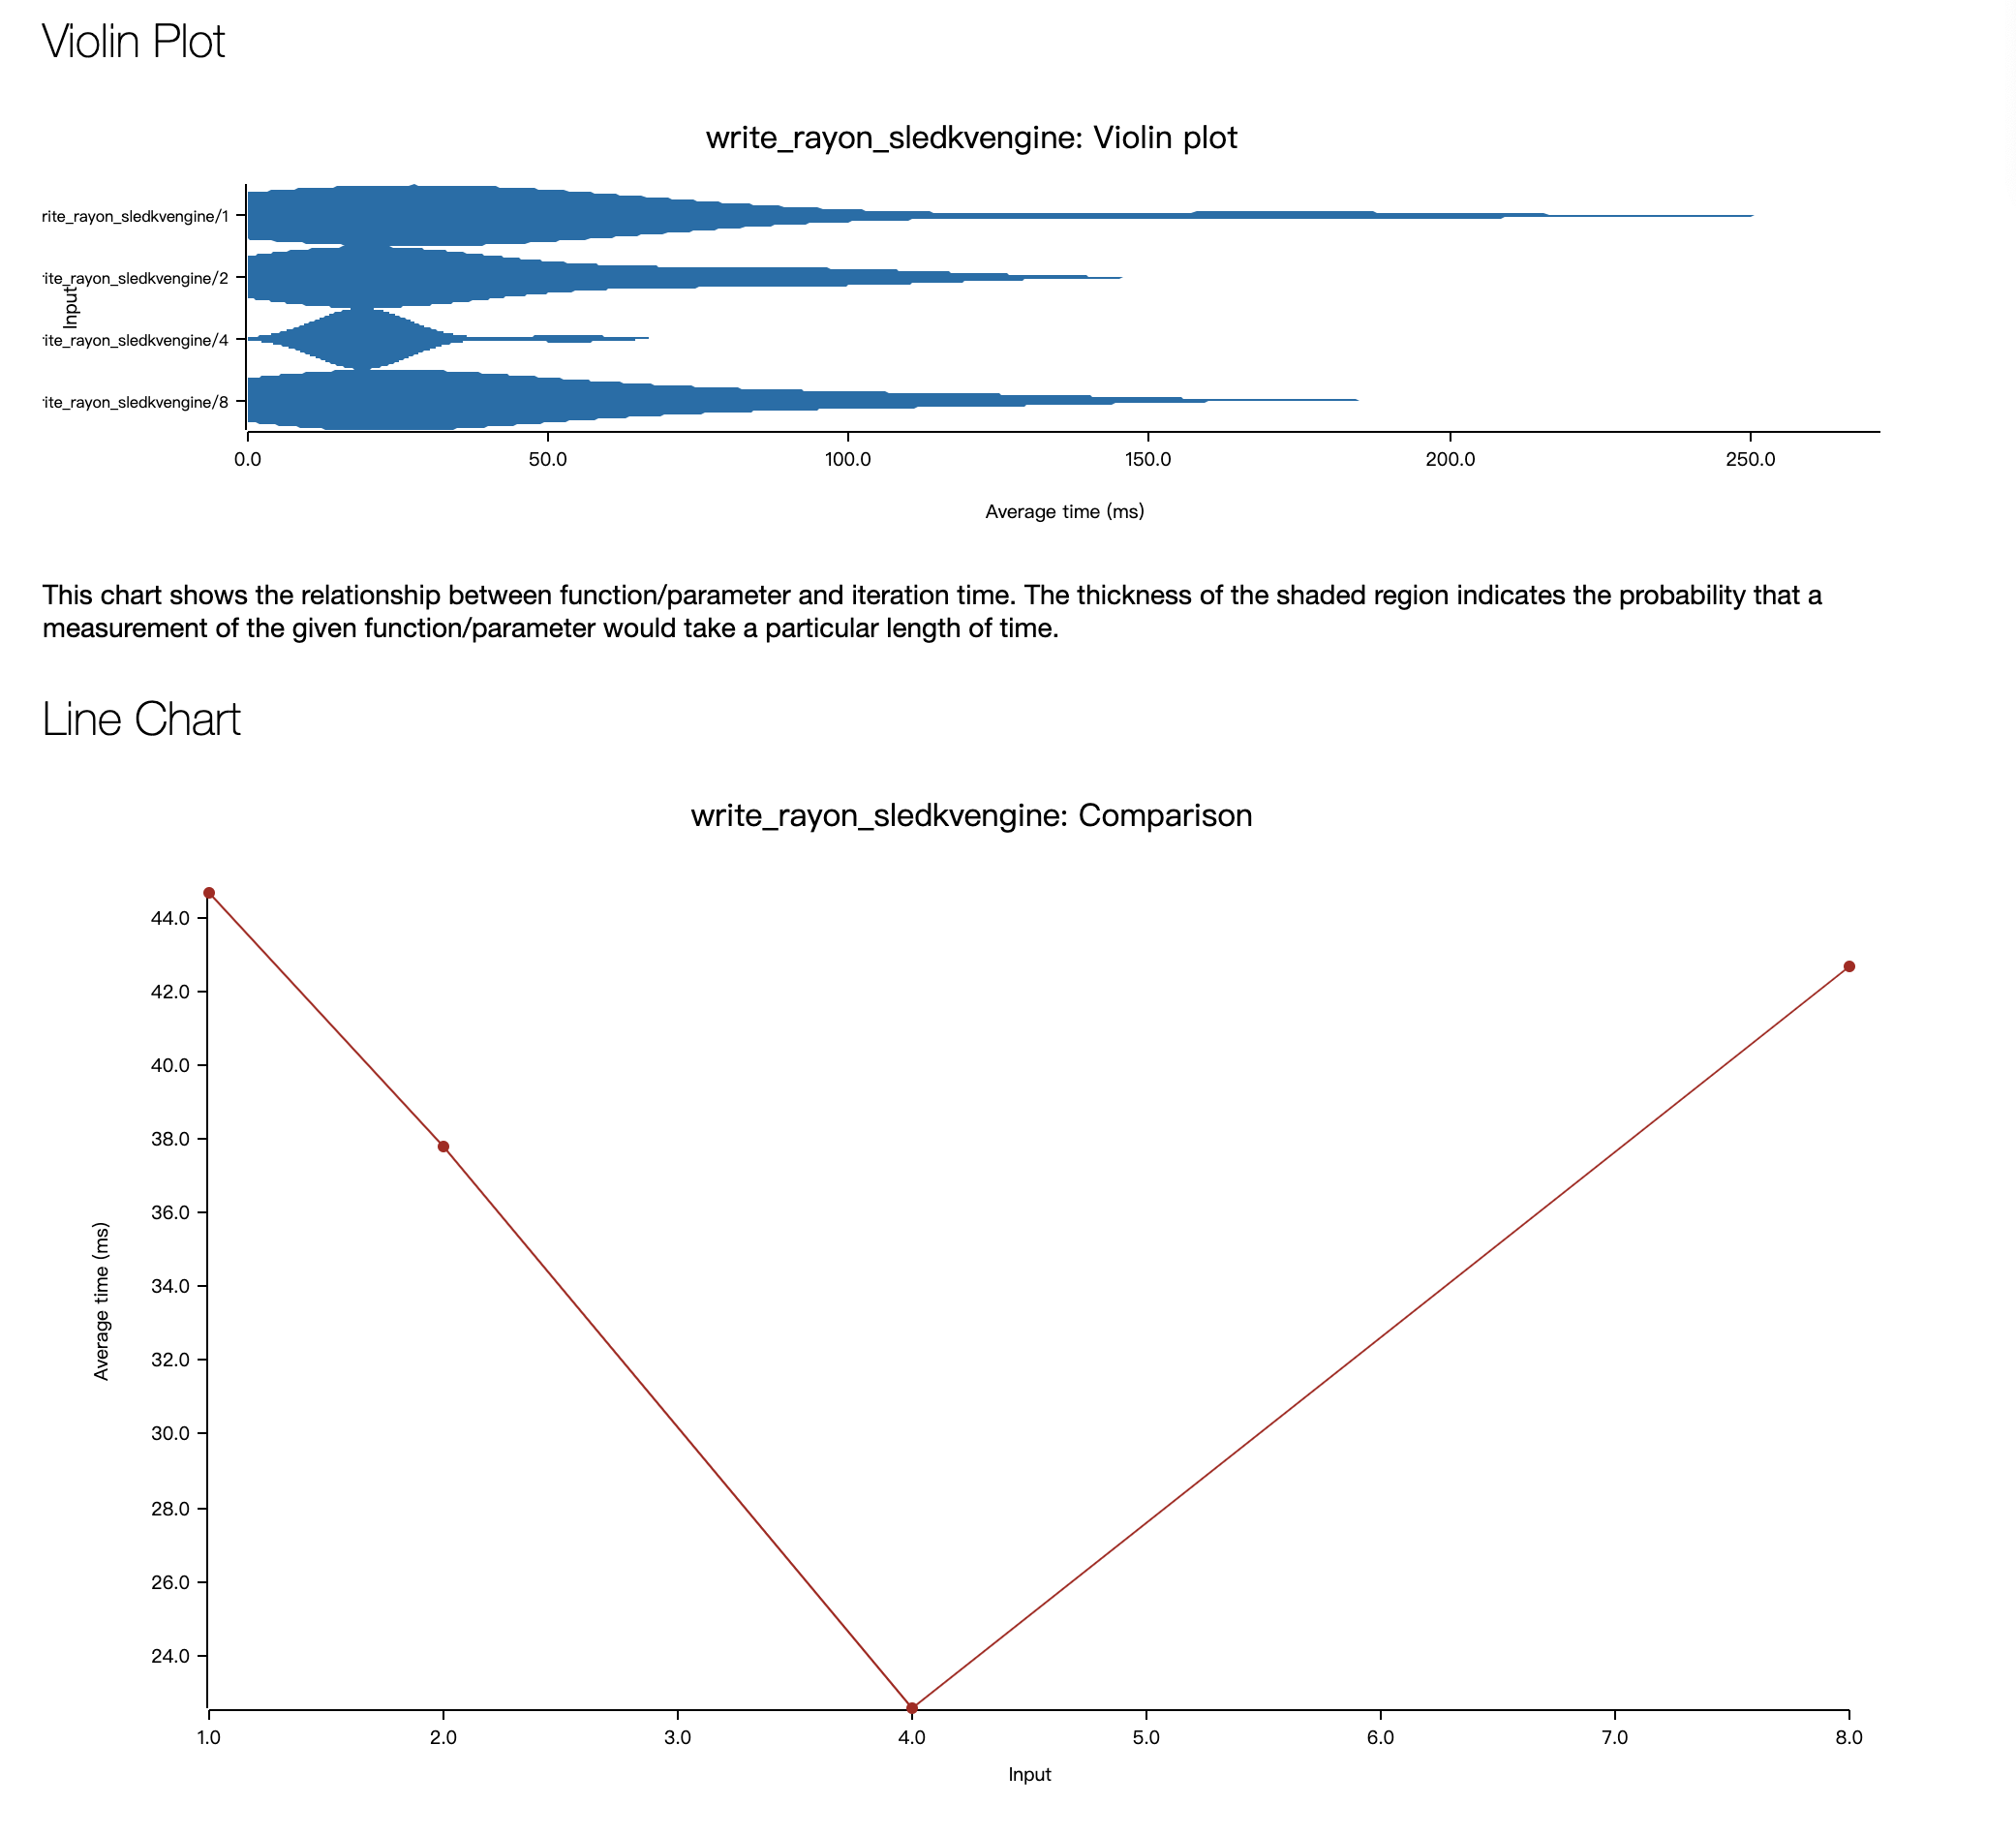 Violin Plot
write_rayon_sledkvengine: Violin plot
Input
rite_rayon_sledkvengine/1
ite_rayon_sledkvengine/2
ite_rayon_sledkvengine/4
ite_rayon_sledkvengine/8
0.0 50.0 100.0 150.0 200.0 250.0
Average time (ms)
This chart shows the relationship between function/parameter and iteration time. The thickness of the shaded region indicates the probability that a
measurement of the given function/parameter would take a particular length of time.
Line Chart
write_rayon_sledkvengine: Comparison
Average time (ms)
44.0
42.0
40.0
38.0
36.0
34.0
32.0
30.0
28.0
26.0
24.0
1.0 2.0 3.0 4.0 5.0 6.0 7.0 8.0
Input